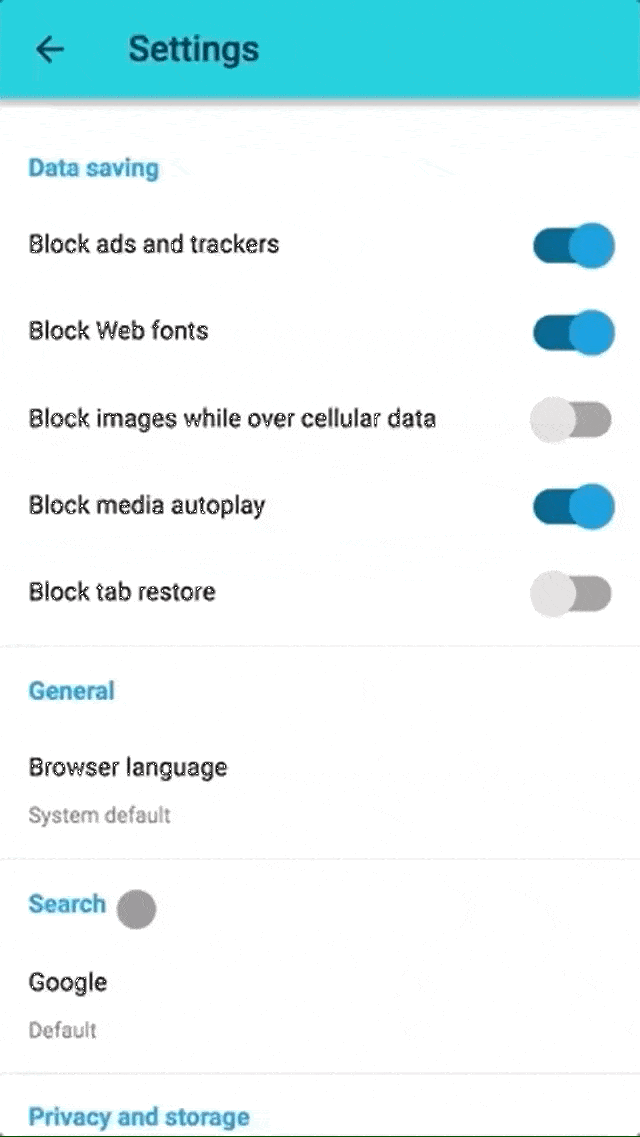 Settings
Data saving
Block ads and trackers
Block Web fonts
Block images while over cellular data
Block media autoplay
Block tab restore
General
Browser language
System default
Search
Google
Default
Privacy and storage